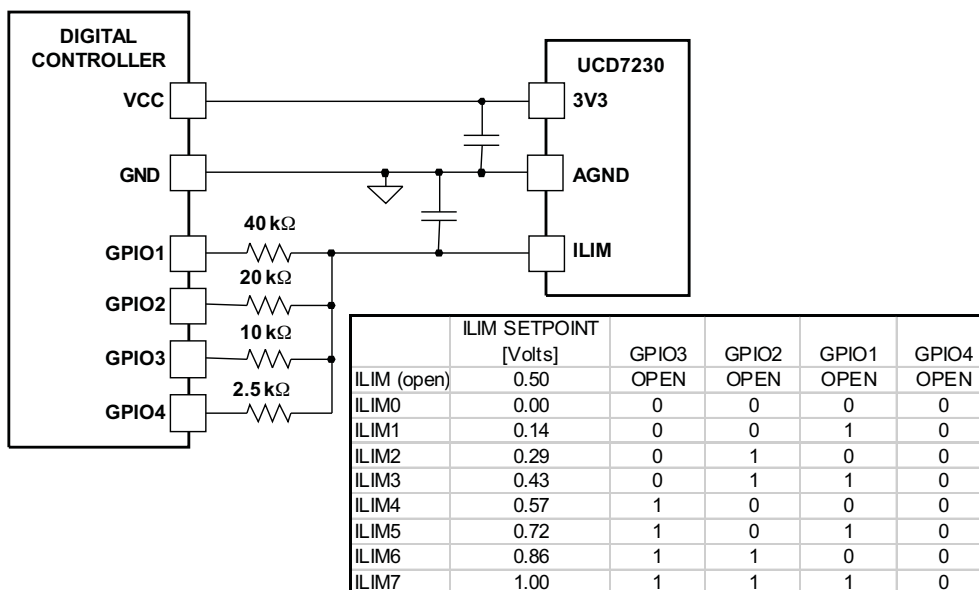 DIGITAL
CONTROLLER
UCD7230
VCC
3V3
GND
AGND
40 kΩ
GPIO1
ILIM
20 kΩ
GPIO2
10 kΩ
GPIO3
2.5 kΩ
GPIO4
ILIM SETPOINT
[Volts] GPIO3 GPIO2 GPIO1 GPIO4
ILIM (open) 0.50 OPEN OPEN OPEN OPEN
ILIM0 0.00 0 0 0 0
ILIM1 0.14 0 0 1 0
ILIM2 0.29 0 1 0 0
ILIM3 0.43 0 1 1 0
ILIM4 0.57 1 0 0 0
ILIM5 0.72 1 0 1 0
ILIM6 0.86 1 1 0 0
ILIM7 1.00 1 1 1 0